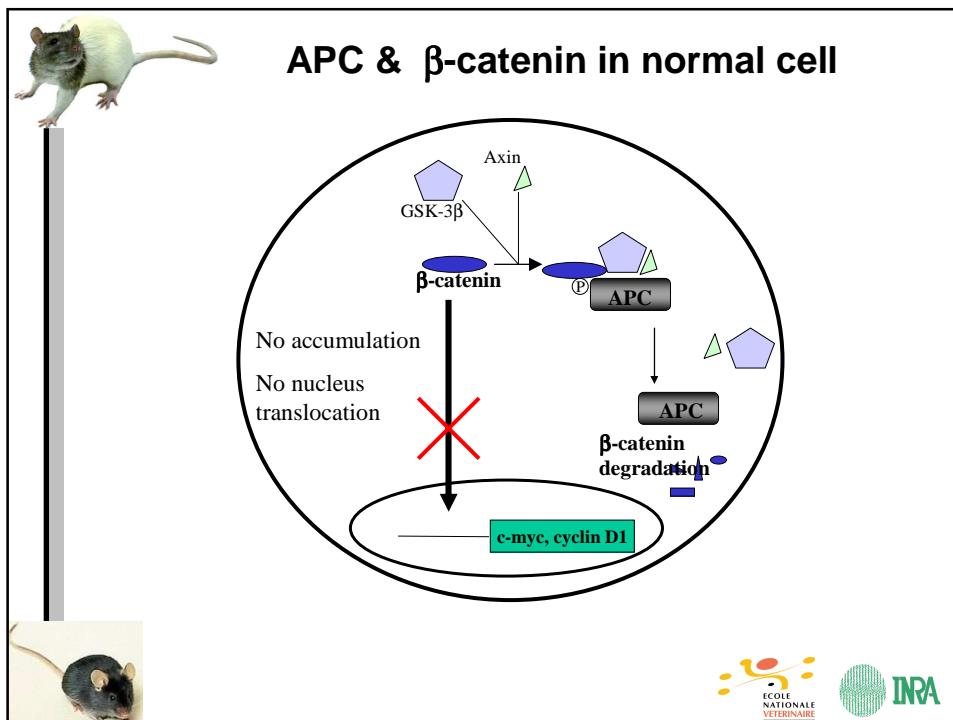 APC & β-catenin in normal cell
Axin
GSK-3β
β-catenin
P
APC
No accumulation
No nucleus
translocation
APC
β-catenin
degradation
c-myc, cyclin D1
ECOLE
NATIONALE
VETERINAIRE
INRA